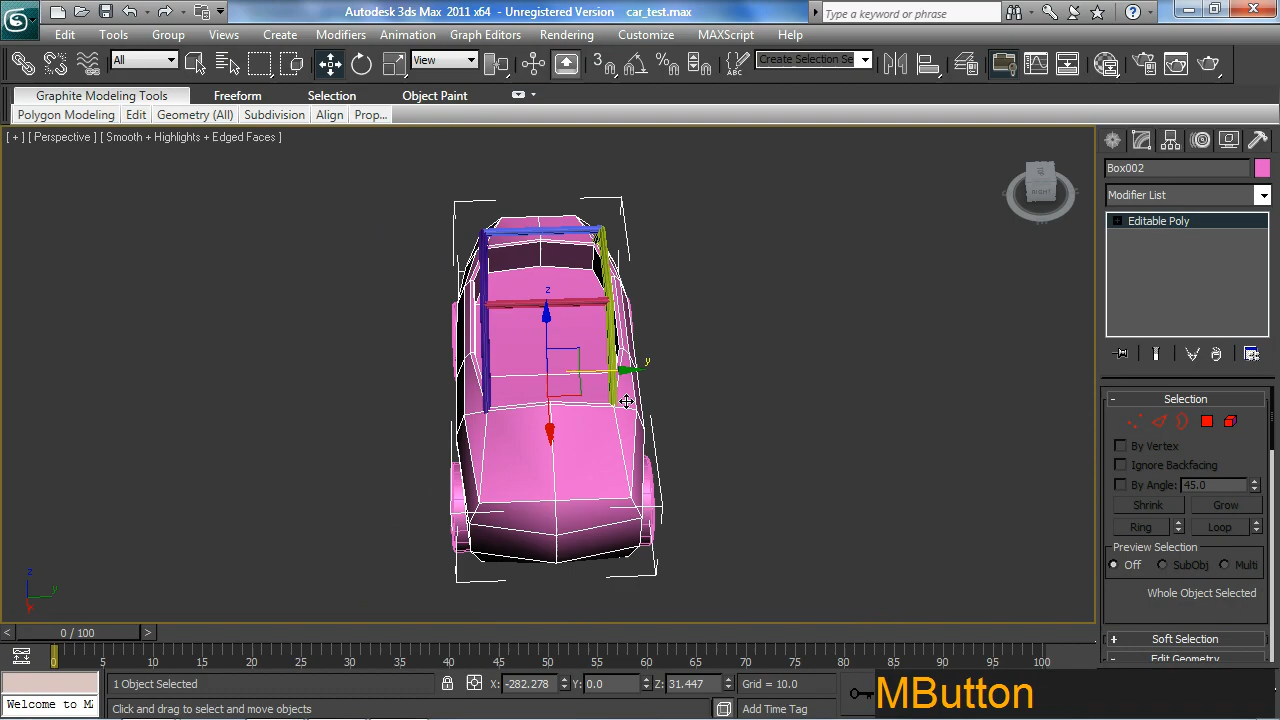 Autodesk 3ds Max 2011 x64 - Unregistered Version car_test.max
Type a keyword or phrase
Edit Tools Group Views Create Modifiers Animation Graph Editors Rendering Customize MAXScript Help
All View 3 Create Selection Se
Graphite Modeling Tools Freeform Selection Object Paint
Polygon Modeling Edit Geometry (All) Subdivision Align Prop...
[ + ] [ Perspective ] [ Smooth + Highlights + Edged Faces ]
RIGHT
Box002
Modifier List
Editable Poly
z
y
- Selection
By Vertex
Ignore Backfacing
By Angle: 45.0
Shrink Grow
Ring Loop
Preview Selection
Off SubObj Multi
Whole Object Selected
+ Soft Selection
- Edit Geometry
z
y
x
< 0 / 100 >
0 5 10 15 20 25 30 35 40 45 50 55 60 65 70 75 80 85 90 95 100
1 Object Selected X: -282.278 Y: 0.0 Z: 31.447 Grid = 10.0
Welcome to M Click and drag to select and move objects Add Time Tag
MButton